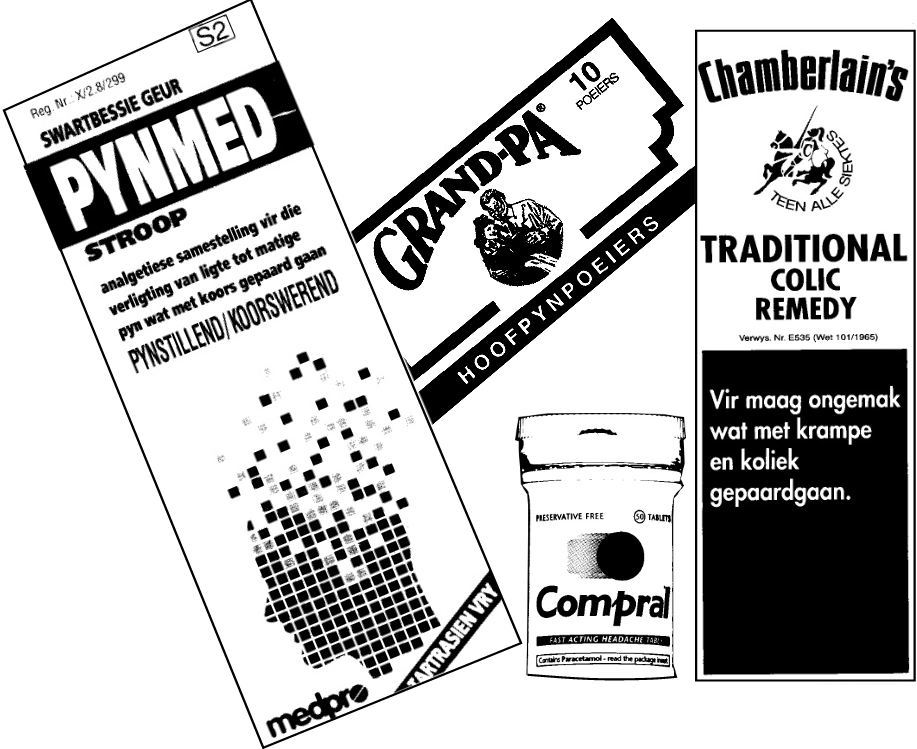 S2
Reg. Nr.: X/2.8/299
SWARTBESSIE GEUR
PYNMED
STROOP
analgetiese samestelling vir die
verligting van ligte tot matige
pyn wat met koors gepaard gaan
PYNSTILLEND/KOORSWEREND
TARTRASIEN VRY
medpro
10
POEIERS
GRAND-PA®
HOOFPYNPOEIERS
PRESERVATIVE FREE
50 TABLETS
Compral
FAST ACTING HEADACHE TABL
Contains Paracetamol - read the package insert
Chamberlain's
TEEN ALLE SIEKTES
TRADITIONAL
COLIC
REMEDY
Verwys. Nr. E535 (Wet 101/1965)
Vir maag ongemak
wat met krampe
en koliek
gepaardgaan.